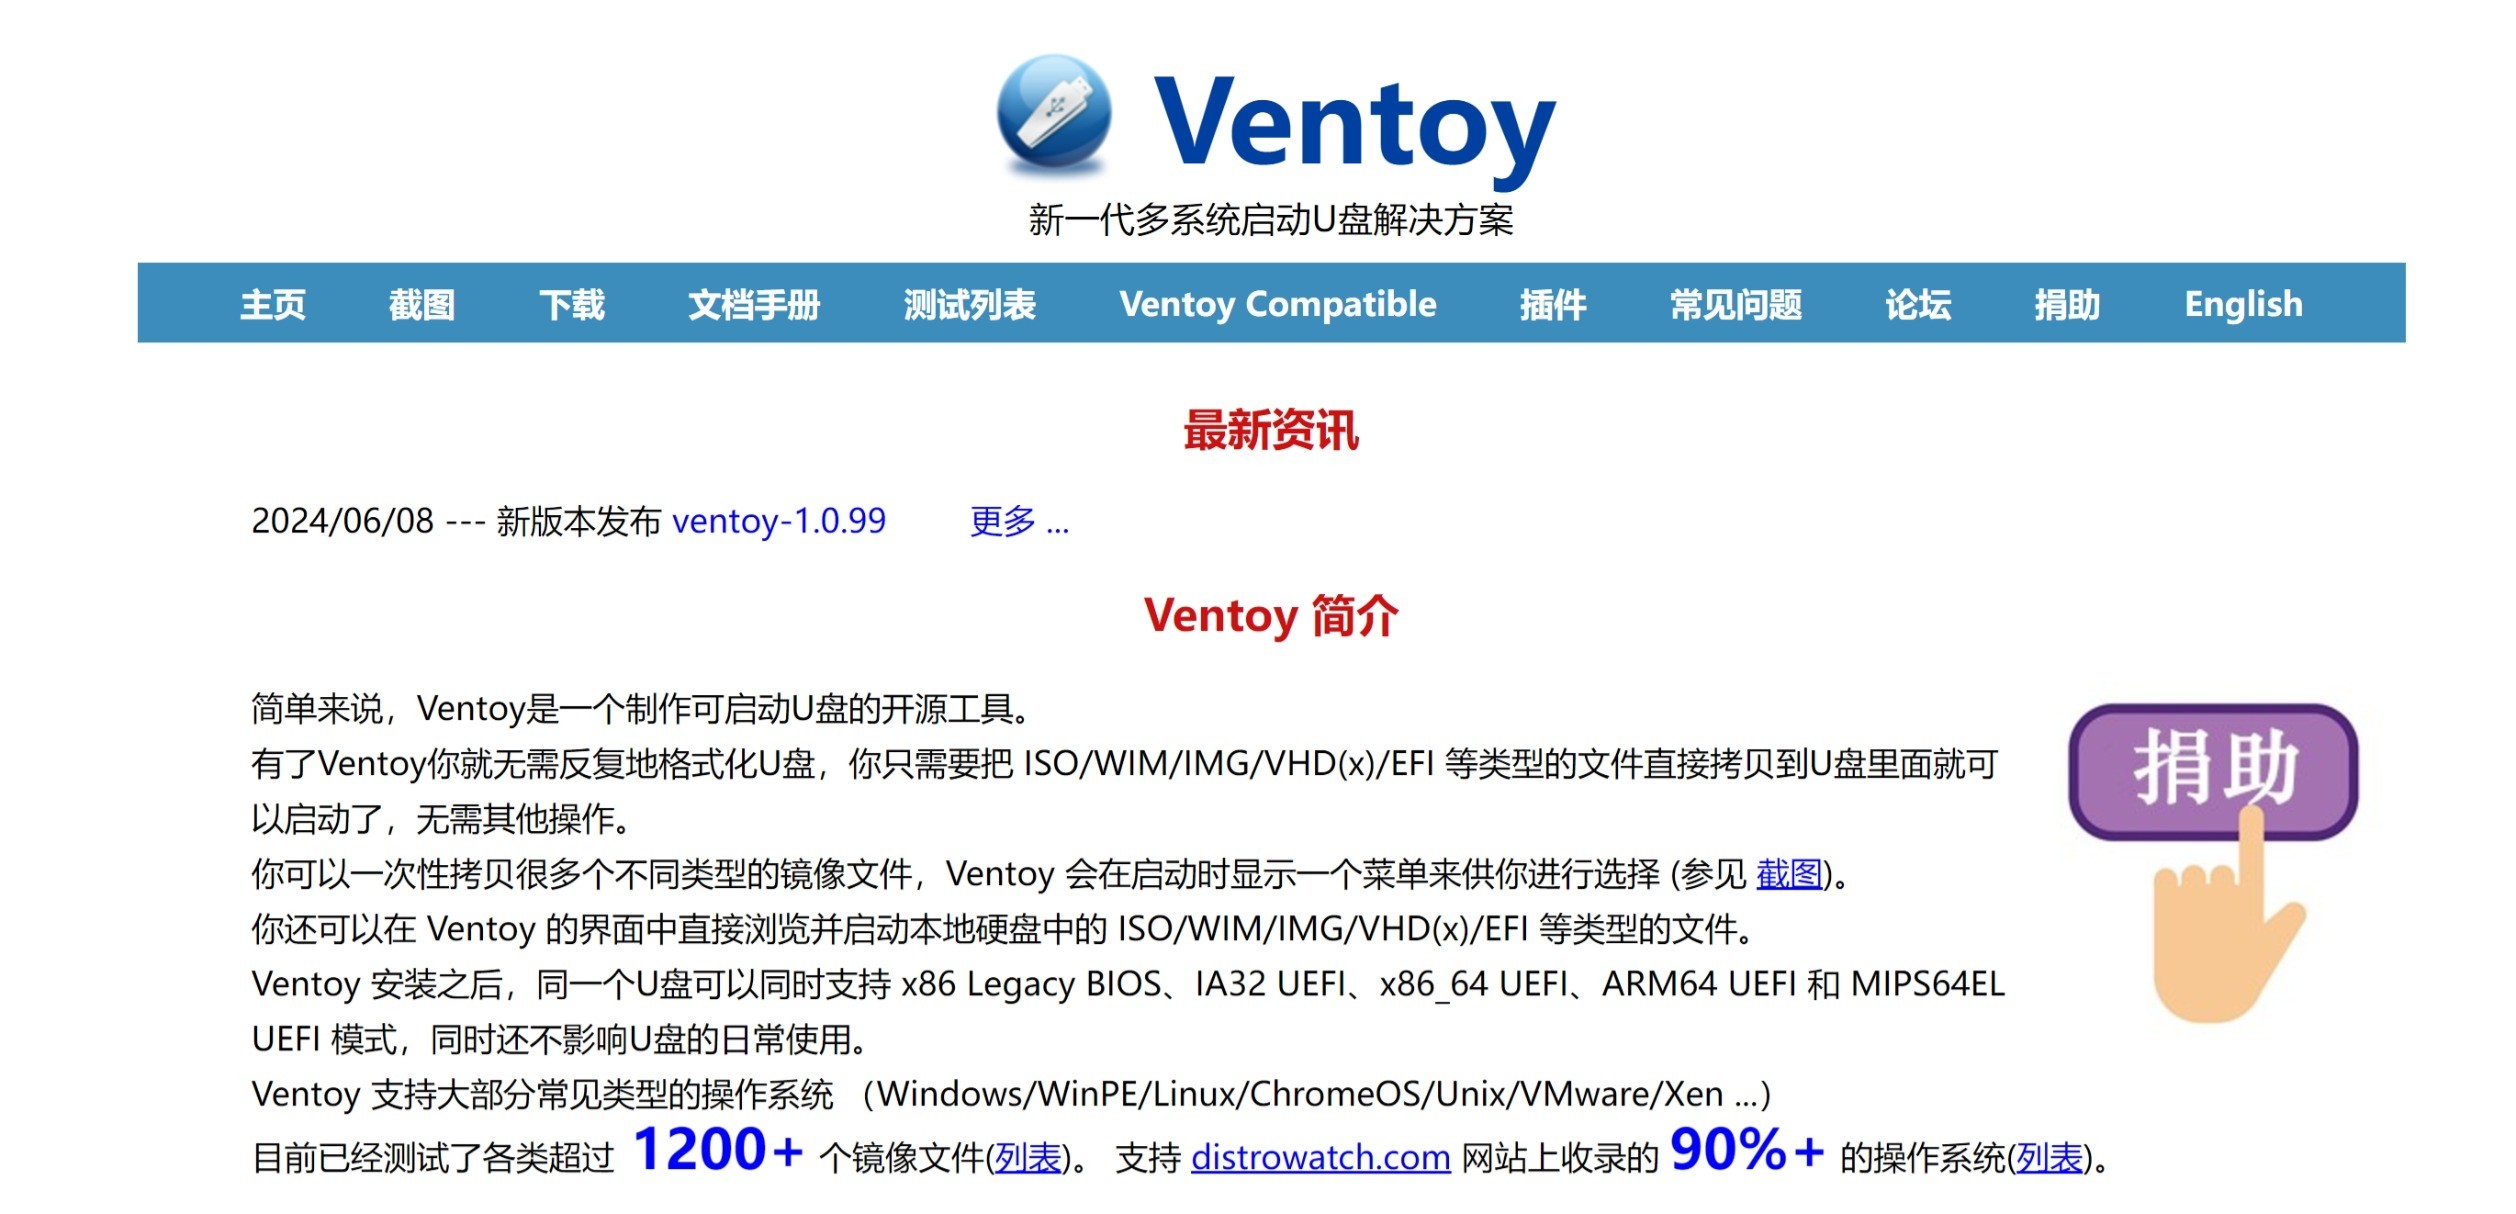 Ventoy
新一代多系统启动U盘解决方案
主页 截图 下载 文档手册 测试列表 Ventoy Compatible 插件 常见问题 论坛 捐助 English
最新资讯
2024/06/08 --- 新版本发布 ventoy-1.0.99 更多 ...
Ventoy 简介
简单来说，Ventoy是一个制作可启动U盘的开源工具。
有了Ventoy你就无需反复地格式化U盘，你只需要把 ISO/WIM/IMG/VHD(x)/EFI 等类型的文件直接拷贝到U盘里面就可
以启动了，无需其他操作。
你可以一次性拷贝很多个不同类型的镜像文件，Ventoy 会在启动时显示一个菜单来供你进行选择 (参见 截图)。
你还可以在 Ventoy 的界面中直接浏览并启动本地硬盘中的 ISO/WIM/IMG/VHD(x)/EFI 等类型的文件。
Ventoy 安装之后，同一个U盘可以同时支持 x86 Legacy BIOS、IA32 UEFI、x86_64 UEFI、ARM64 UEFI 和 MIPS64EL
UEFI 模式，同时还不影响U盘的日常使用。
Ventoy 支持大部分常见类型的操作系统 （Windows/WinPE/Linux/ChromeOS/Unix/VMware/Xen ...）
目前已经测试了各类超过 1200+ 个镜像文件(列表)。 支持 distrowatch.com 网站上收录的 90%+ 的操作系统(列表)。
捐助